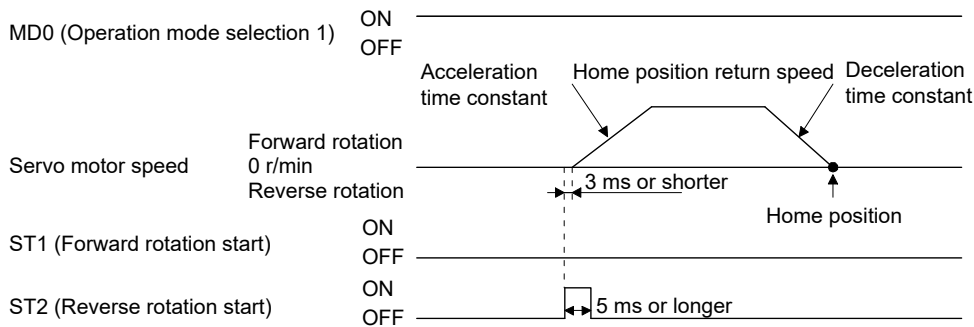 MD0 (Operation mode selection 1)
ON
OFF
Acceleration
time constant
Home position return speed
Deceleration
time constant
Servo motor speed
Forward rotation
0 r/min
Reverse rotation
3 ms or shorter
Home position
ST1 (Forward rotation start)
ON
OFF
ST2 (Reverse rotation start)
ON
OFF
5 ms or longer